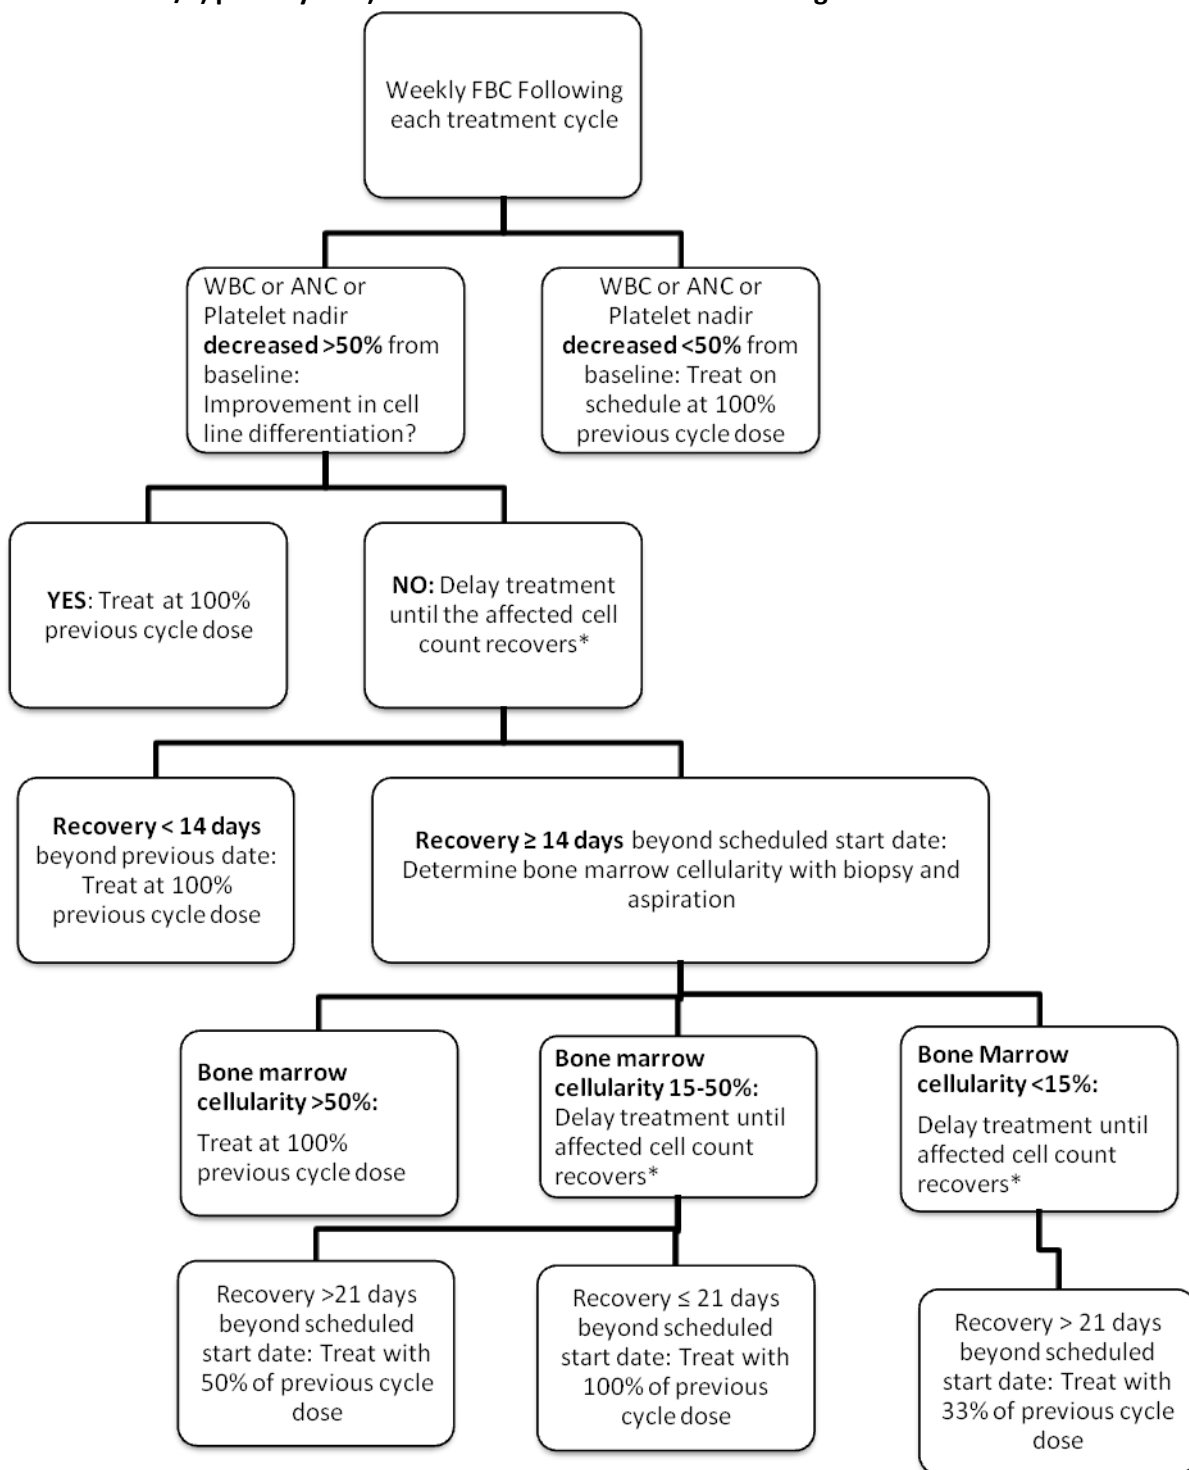 Weekly FBC Following
each treatment cycle
WBC or ANC or
Platelet nadir
decreased >50% from
baseline:
Improvement in cell
line differentiation?
WBC or ANC or
Platelet nadir
decreased <50% from
baseline: Treat on
schedule at 100%
previous cycle dose
YES: Treat at 100%
previous cycle dose
NO: Delay treatment
until the affected cell
count recovers*
Recovery < 14 days
beyond previous date:
Treat at 100%
previous cycle dose
Recovery ≥ 14 days beyond scheduled start date:
Determine bone marrow cellularity with biopsy and
aspiration
Bone marrow
cellularity >50%:
Treat at 100%
previous cycle dose
Bone marrow
cellularity 15-50%:
Delay treatment until
affected cell count
recovers*
Bone Marrow
cellularity <15%:
Delay treatment until
affected cell count
recovers*
Recovery >21 days
beyond scheduled
start date: Treat with
50% of previous cycle
dose
Recovery ≤ 21 days
beyond scheduled
start date: Treat with
100% of previous
cycle dose
Recovery > 21 days
beyond scheduled
start date: Treat with
33% of previous cycle
dose